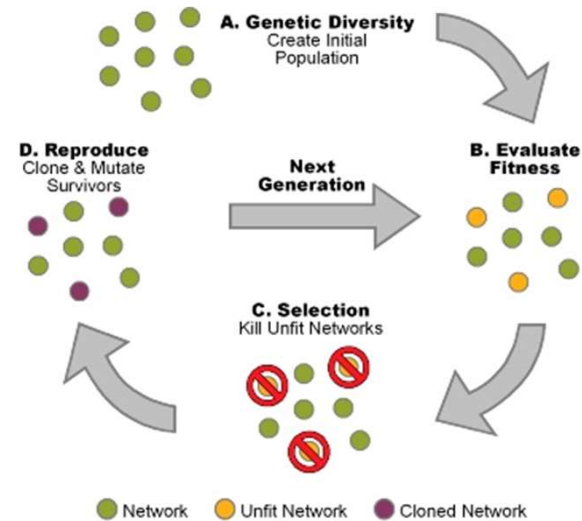 A. Genetic Diversity
Create Initial
Population
B. Evaluate
Fitness
C. Selection
Kill Unfit Networks
D. Reproduce
Clone & Mutate
Survivors
Next
Generation
Network
Unfit Network
Cloned Network